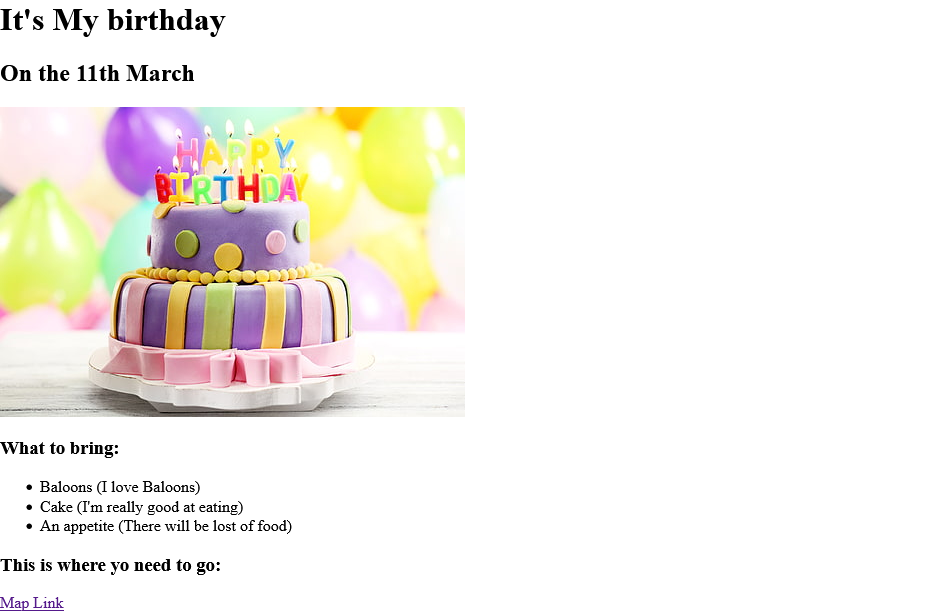 It's My birthday
On the 11th March
HAPPY
BIRTHDAY
What to bring:
Baloons (I love Baloons)
Cake (I'm really good at eating)
An appetite (There will be lost of food)
This is where yo need to go:
Map Link